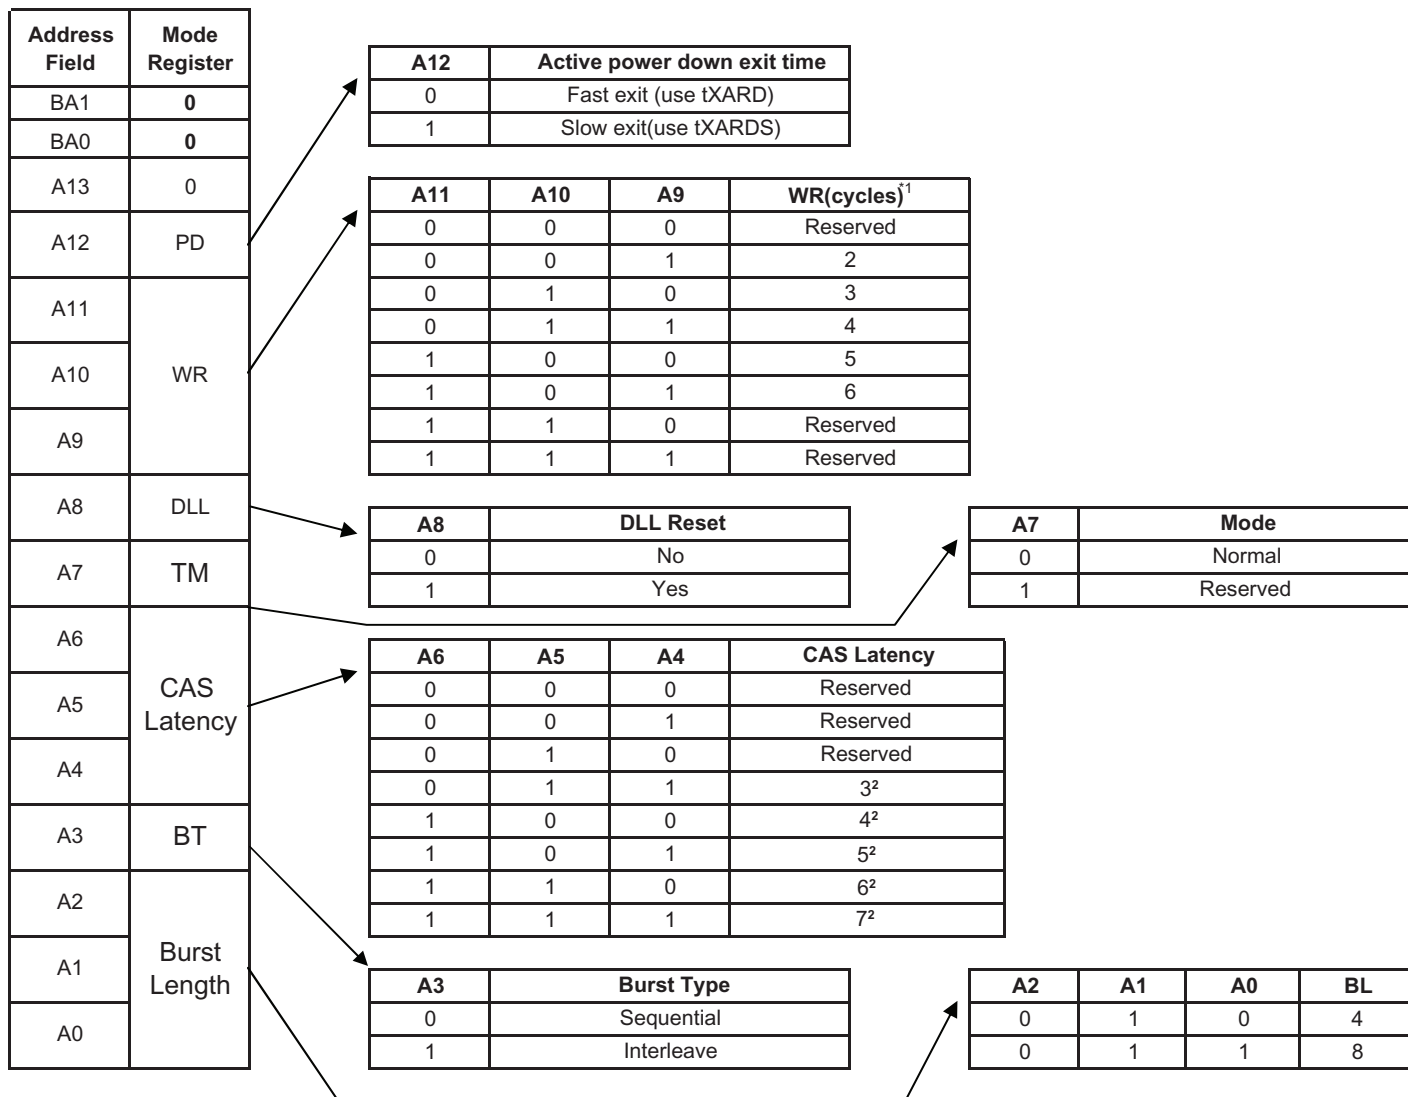 Address Field Mode Register
BA1 0
BA0 0
A13 0
A12 PD
A11
A10 WR
A9
A8 DLL
A7 TM
A6
A5 CAS Latency
A4
A3 BT
A2
A1 Burst Length
A0
A12 Active power down exit time
0 Fast exit (use tXARD)
1 Slow exit(use tXARDS)
A11 A10 A9 WR(cycles)*1
0 0 0 Reserved
0 0 1 2
0 1 0 3
0 1 1 4
1 0 0 5
1 0 1 6
1 1 0 Reserved
1 1 1 Reserved
A8 DLL Reset
0 No
1 Yes
A7 Mode
0 Normal
1 Reserved
A6 A5 A4 CAS Latency
0 0 0 Reserved
0 0 1 Reserved
0 1 0 Reserved
0 1 1 3²
1 0 0 4²
1 0 1 5²
1 1 0 6²
1 1 1 7²
A3 Burst Type
0 Sequential
1 Interleave
A2 A1 A0 BL
0 1 0 4
0 1 1 8